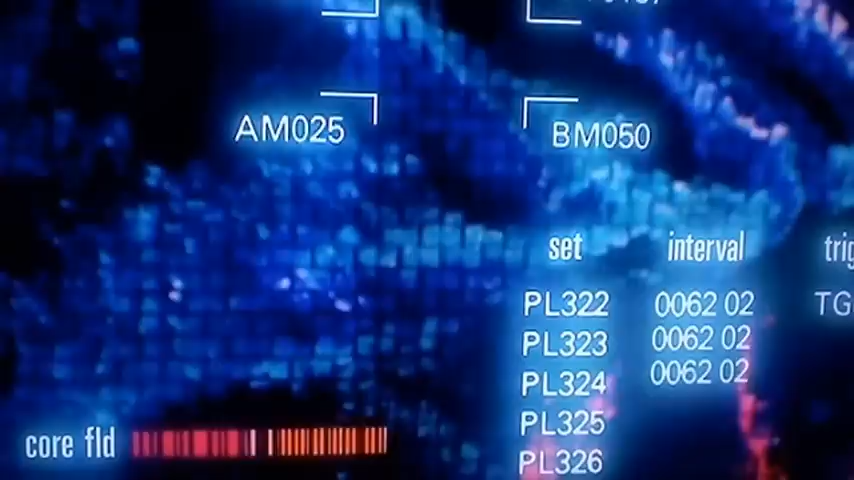 AM025 BM050
set interval
PL322 0062 02
PL323 0062 02
PL324 0062 02
PL325
PL326
core fld